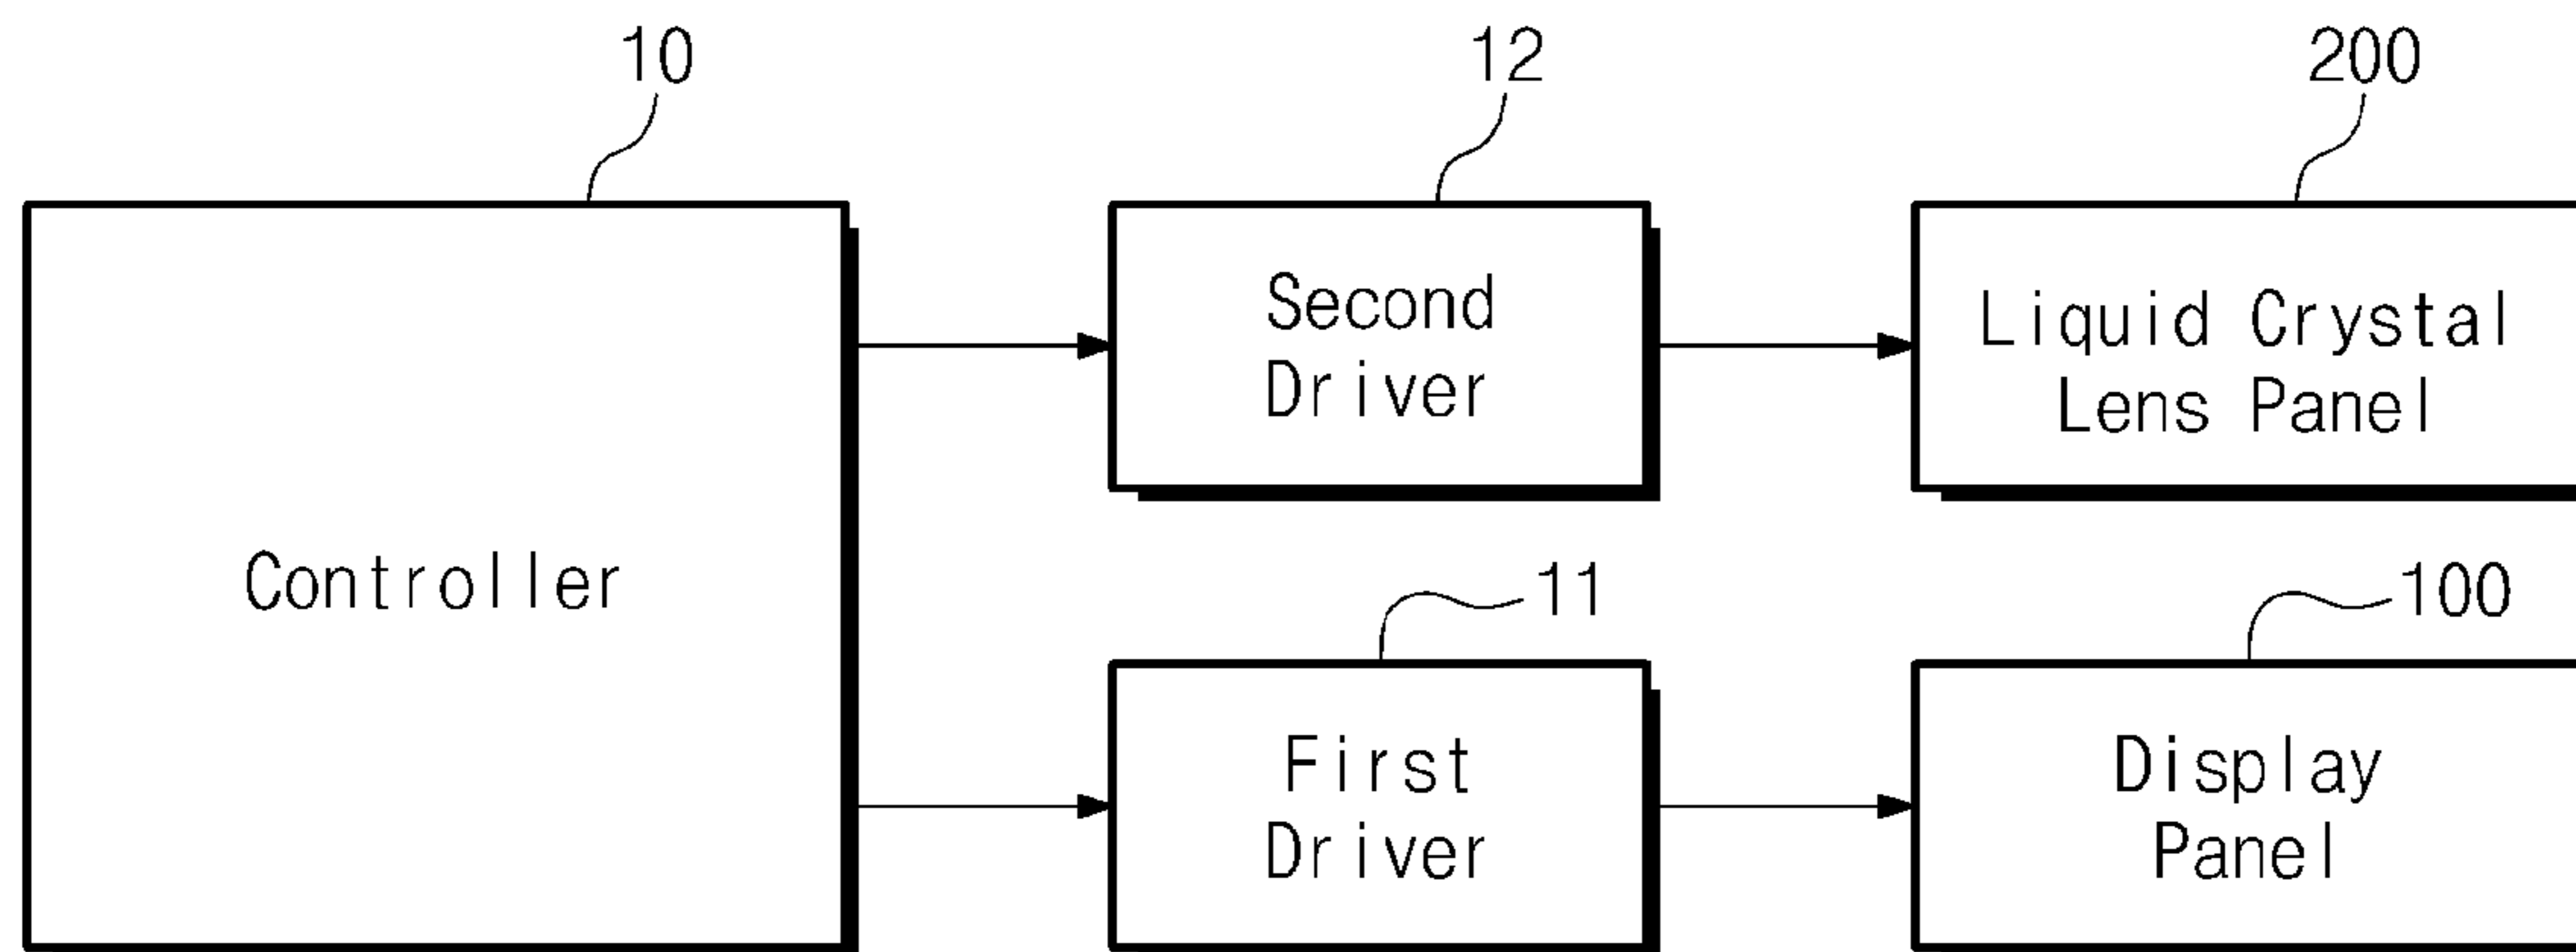 10
12
200
Second
Driver
Liquid Crystal
Lens Panel
Controller
11
100
First
Driver
Display
Panel